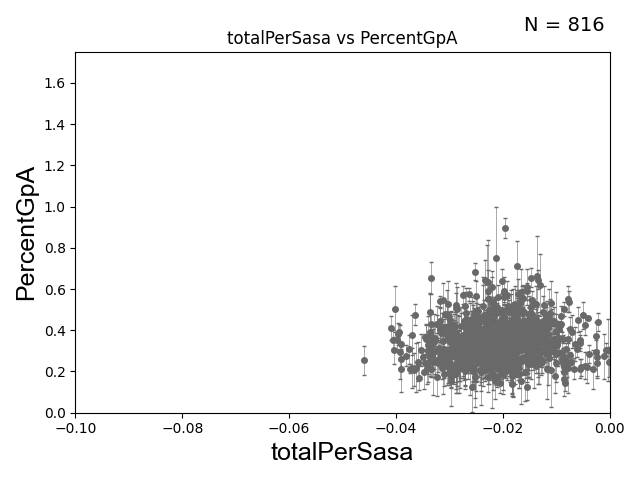 N = 816
totalPerSasa vs PercentGpA
PercentGpA
1.6
1.4
1.2
1.0
0.8
0.6
0.4
0.2
0.0
−0.10 −0.08 −0.06 −0.04 −0.02 0.00
totalPerSasa